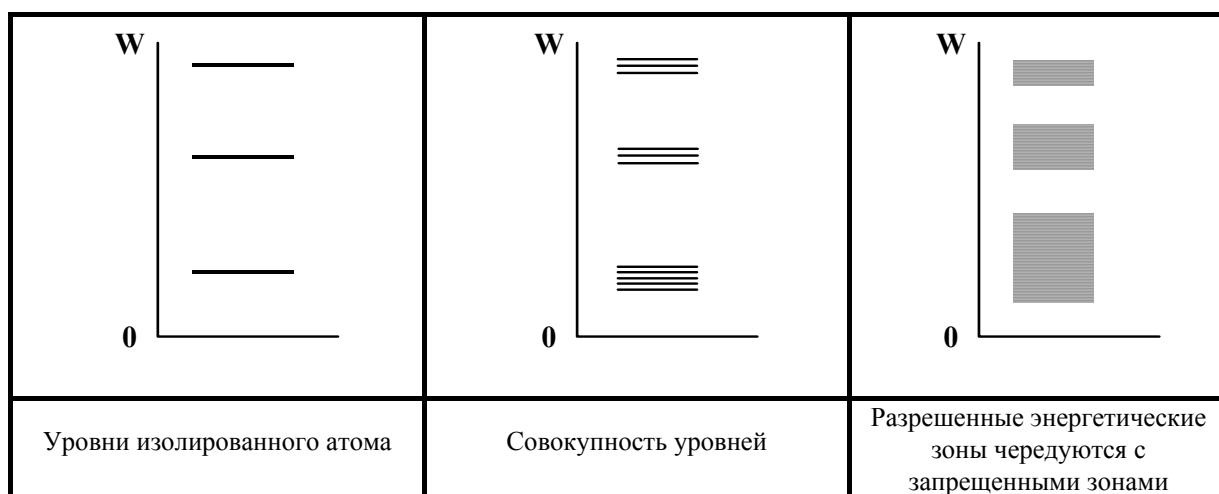 W
0
W
0
W
0
Уровни изолированного атома
Совокупность уровней
Разрешенные энергетические
зоны чередуются с
запрещенными зонами